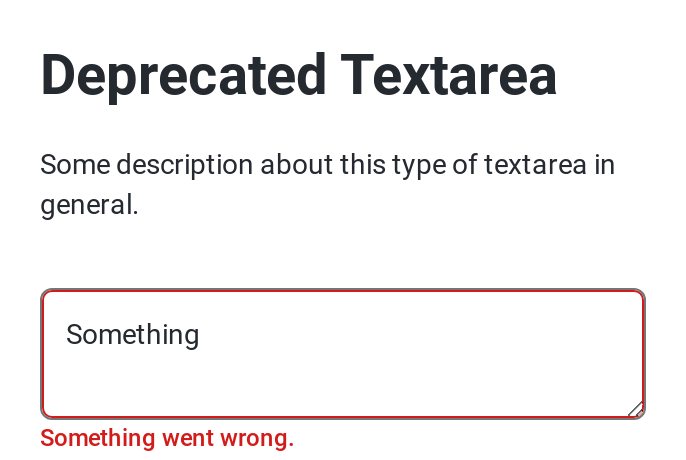 Deprecated Textarea
Some description about this type of textarea in
general.
Something
Something went wrong.